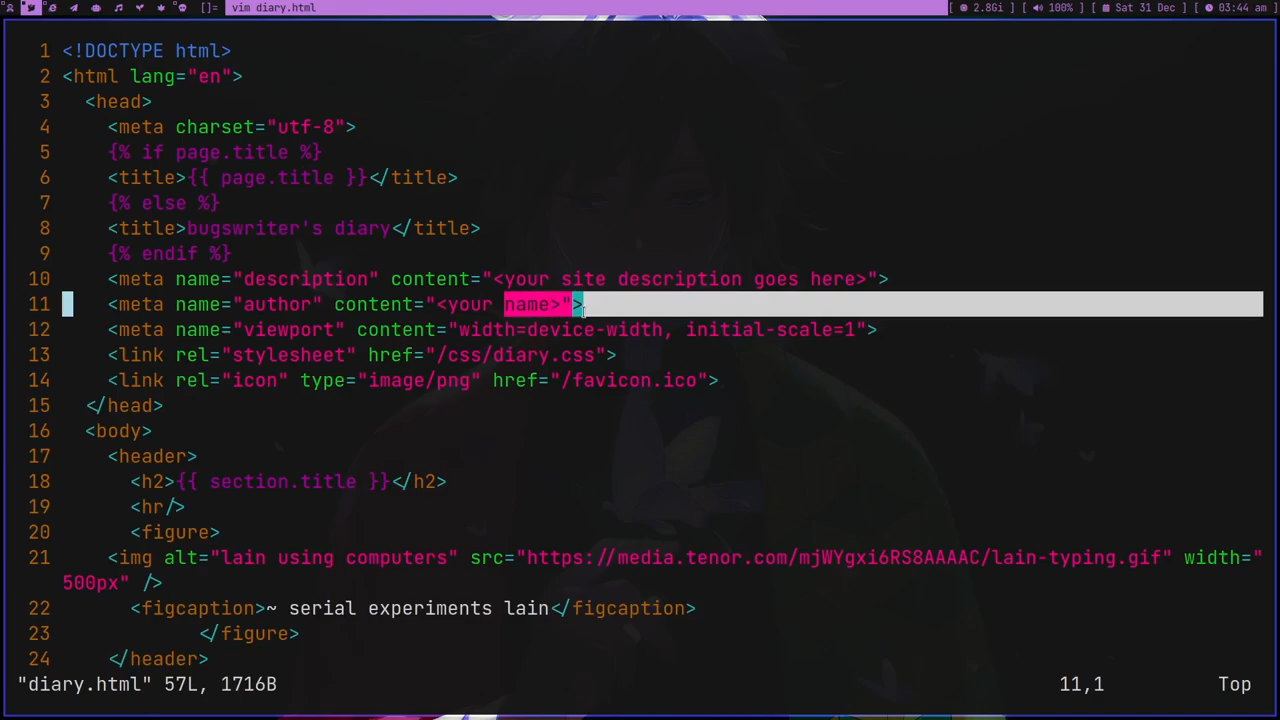 []= vim diary.html [ 2.8Gi ] [ 100% ] [ Sat 31 Dec ] [ 03:44 am ]
1 <!DOCTYPE html>
2 <html lang="en">
3 <head>
4 <meta charset="utf-8">
5 {% if page.title %}
6 <title>{{ page.title }}</title>
7 {% else %}
8 <title>bugswriter's diary</title>
9 {% endif %}
10 <meta name="description" content="<your site description goes here>">
11 <meta name="author" content="<your name>">
12 <meta name="viewport" content="width=device-width, initial-scale=1">
13 <link rel="stylesheet" href="/css/diary.css">
14 <link rel="icon" type="image/png" href="/favicon.ico">
15 </head>
16 <body>
17 <header>
18 <h2>{{ section.title }}</h2>
19 <hr/>
20 <figure>
21 <img alt="lain using computers" src="https://media.tenor.com/mjWYgxi6RS8AAAAC/lain-typing.gif" width="
500px" />
22 <figcaption>~ serial experiments lain</figcaption>
23 </figure>
24 </header>
"diary.html" 57L, 1716B 11,1 Top